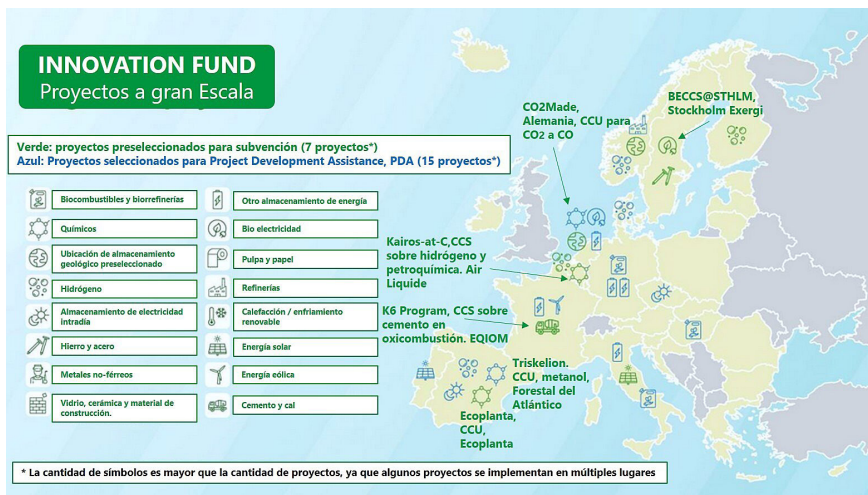 INNOVATION FUND
Proyectos a gran Escala
Verde: proyectos preseleccionados para subvención (7 proyectos*)
Azul: Proyectos seleccionados para Project Development Assistance, PDA (15 proyectos*)
Biocombustibles y biorrefinerías
Químicos
Ubicación de almacenamiento
geológico preseleccionado
Hidrógeno
Almacenamiento de electricidad
intradía
Hierro y acero
Metales no-férreos
Vidrio, cerámica y material de
construcción.
Otro almacenamiento de energía
Bio electricidad
Pulpa y papel
Refinerías
Calefacción / enfriamiento
renovable
Energía solar
Energía eólica
Cemento y cal
CO2Made,
Alemania, CCU para
CO2 a CO
BECCS@STHLM,
Stockholm Exergi
Kairos-at-C,CCS
sobre hidrógeno y
petroquímica. Air
Liquide
K6 Program, CCS sobre
cemento en
oxicombustión. EQIOM
Triskelion.
CCU, metanol,
Forestal del
Atlántico
Ecoplanta,
CCU,
Ecoplanta
* La cantidad de símbolos es mayor que la cantidad de proyectos, ya que algunos proyectos se implementan en múltiples lugares